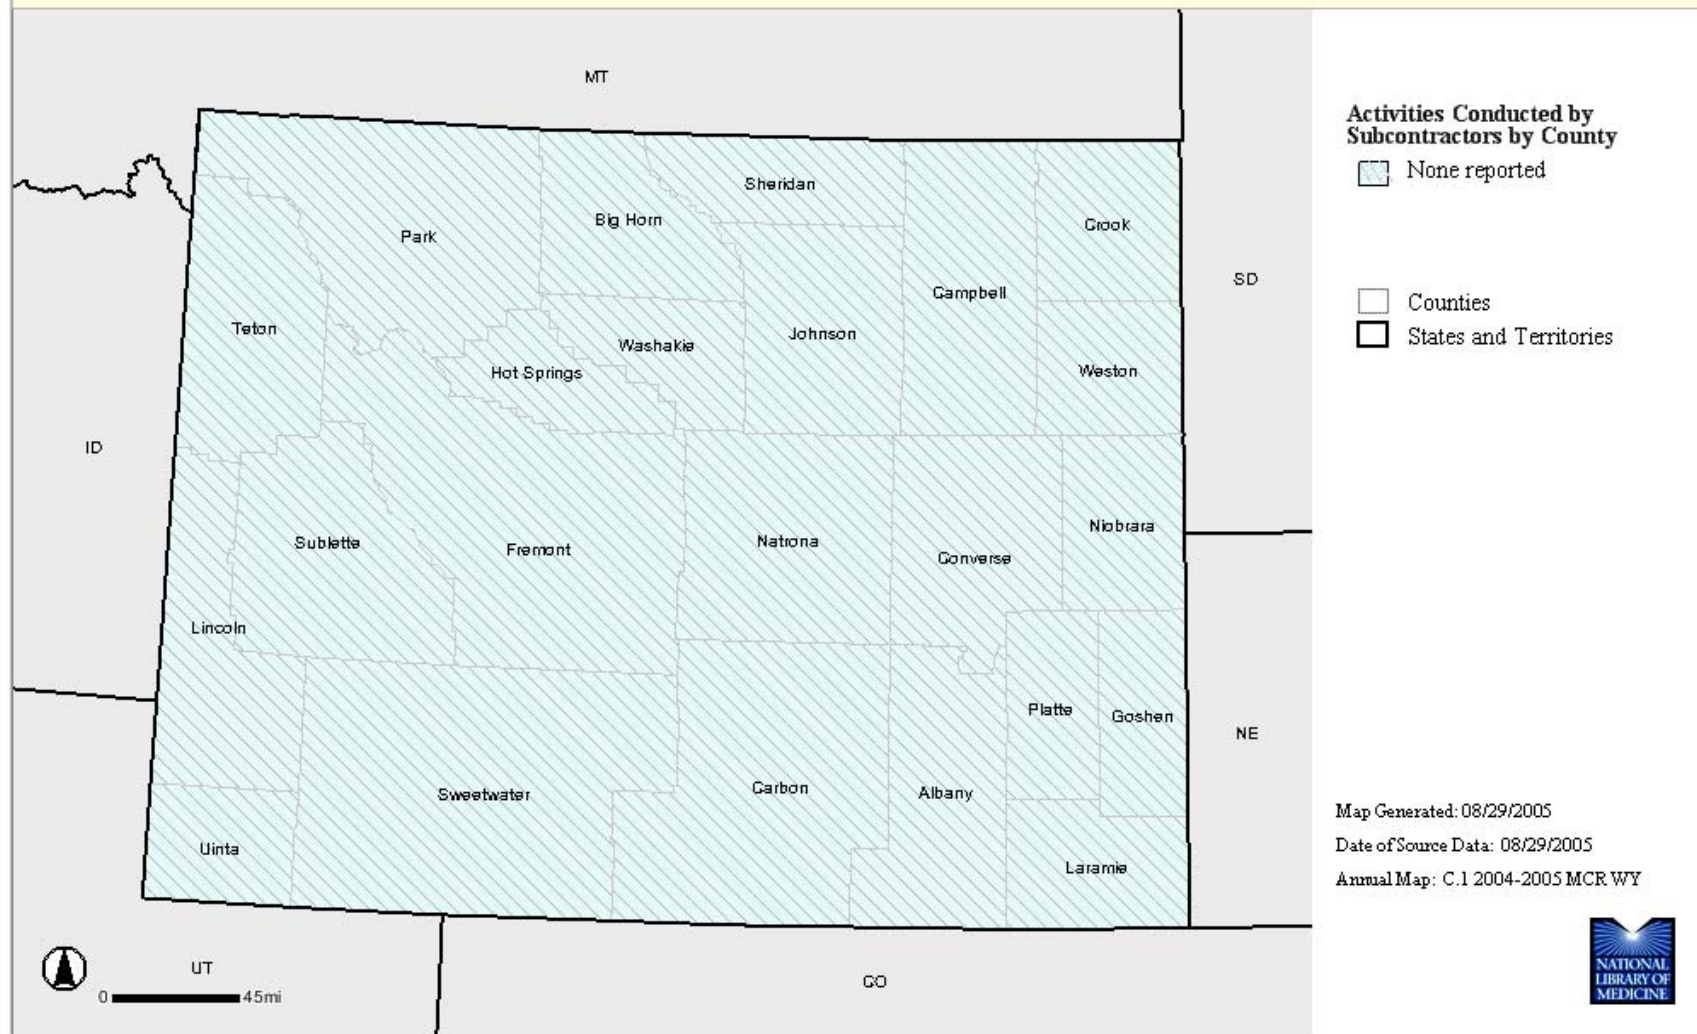 MT
Activities Conducted by
Subcontractors by County
None reported
Sheridan
Big Horn
Crook
Park
SD
Campbell
Counties
Teton
Johnson
States and Territories
Washakie
Hot Springs
Weston
ID
Niobrara
Sublette
Fremont
Natrona
Converse
Lincoln
Platte
Goshen
NE
Sweetwater
Carbon
Albany
Map Generated: 08/29/2005
Date of Source Data: 08/29/2005
Uinta
Laramie
Annual Map: C.1 2004-2005 MCR WY
UT
CO
0 45mi
NATIONAL
LIBRARY OF
MEDICINE